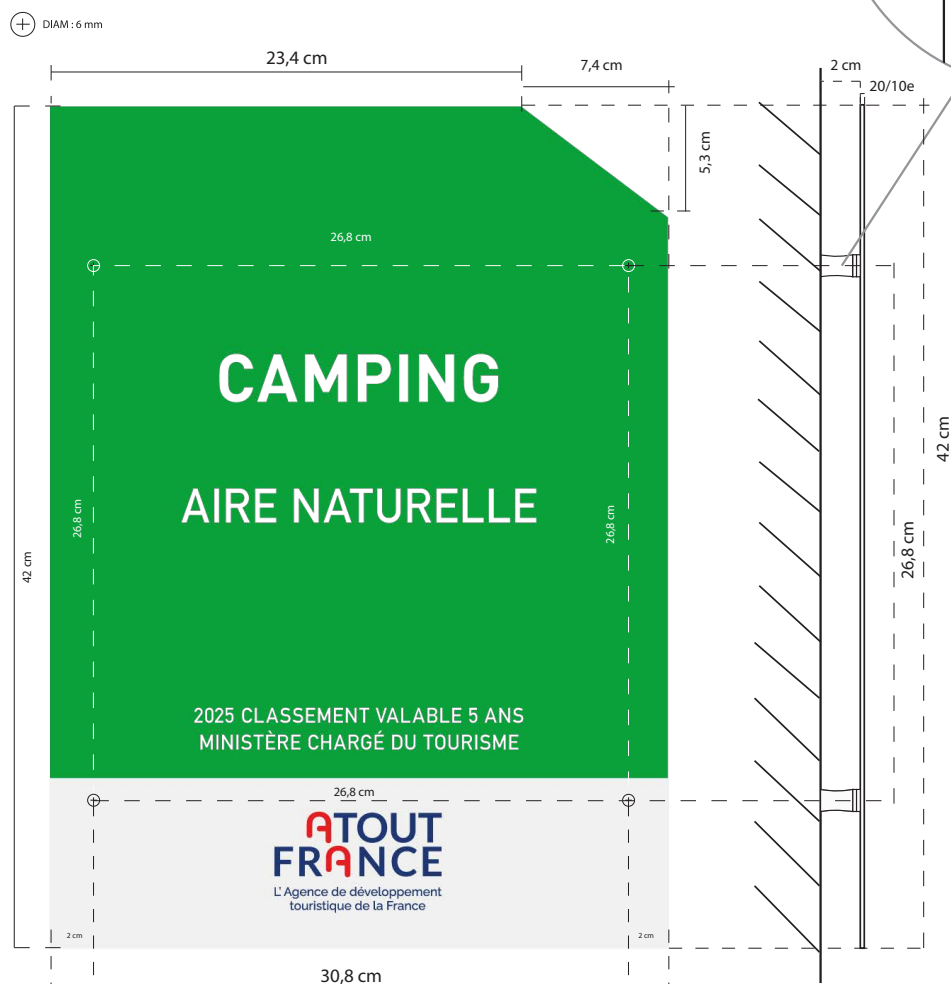 DIAM : 6 mm
23,4 cm
7,4 cm
2 cm
20/10e
5,3 cm
26,8 cm
CAMPING
AIRE NATURELLE
26,8 cm
26,8 cm
42 cm
42 cm
26,8 cm
2025 CLASSEMENT VALABLE 5 ANS
MINISTÈRE CHARGÉ DU TOURISME
26,8 cm
ATOUT
FRANCE
L'Agence de développement
touristique de la France
2 cm
2 cm
30,8 cm